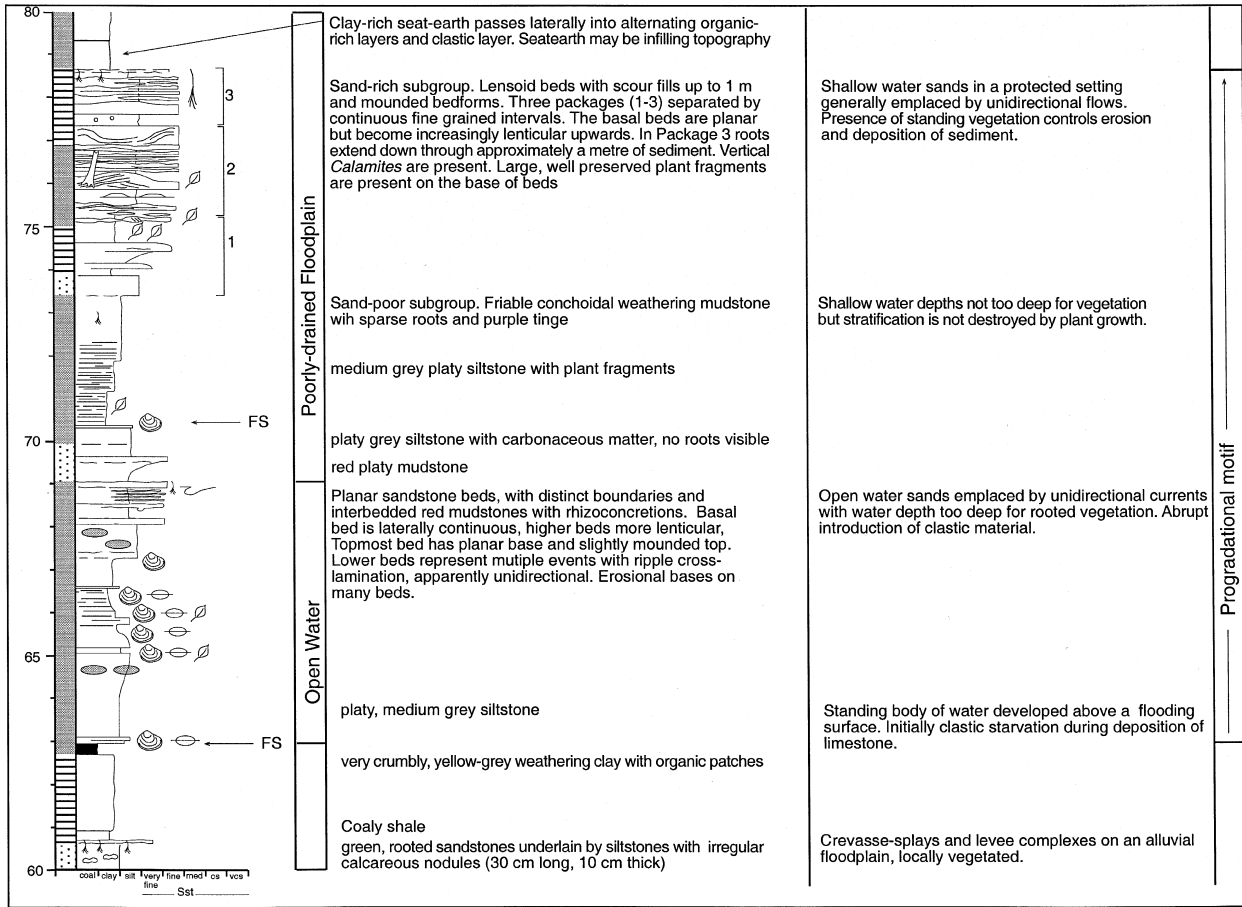 80
75
70
65
60
3
2
1
FS
FS
coal clay silt very fine fine med cs vcs
Sst
Poorly-drained Floodplain
Open Water
Clay-rich seat-earth passes laterally into alternating organic-
rich layers and clastic layer. Seatearth may be infilling topography
Sand-rich subgroup. Lensoid beds with scour fills up to 1 m
and mounded bedforms. Three packages (1-3) separated by
continuous fine grained intervals. The basal beds are planar
but become increasingly lenticular upwards. In Package 3 roots
extend down through approximately a metre of sediment. Vertical
Calamites are present. Large, well preserved plant fragments
are present on the base of beds
Sand-poor subgroup. Friable conchoidal weathering mudstone
wih sparse roots and purple tinge
medium grey platy siltstone with plant fragments
platy grey siltstone with carbonaceous matter, no roots visible
red platy mudstone
Planar sandstone beds, with distinct boundaries and
interbedded red mudstones with rhizoconcretions. Basal
bed is laterally continuous, higher beds more lenticular,
Topmost bed has planar base and slightly mounded top.
Lower beds represent mutiple events with ripple cross-
lamination, apparently unidirectional. Erosional bases on
many beds.
platy, medium grey siltstone
very crumbly, yellow-grey weathering clay with organic patches
Coaly shale
green, rooted sandstones underlain by siltstones with irregular
calcareous nodules (30 cm long, 10 cm thick)
Shallow water sands in a protected setting
generally emplaced by unidirectional flows.
Presence of standing vegetation controls erosion
and deposition of sediment.
Shallow water depths not too deep for vegetation
but stratification is not destroyed by plant growth.
Open water sands emplaced by unidirectional currents
with water depth too deep for rooted vegetation. Abrupt
introduction of clastic material.
Standing body of water developed above a flooding
surface. Initially clastic starvation during deposition of
limestone.
Crevasse-splays and levee complexes on an alluvial
floodplain, locally vegetated.
Progradational motif